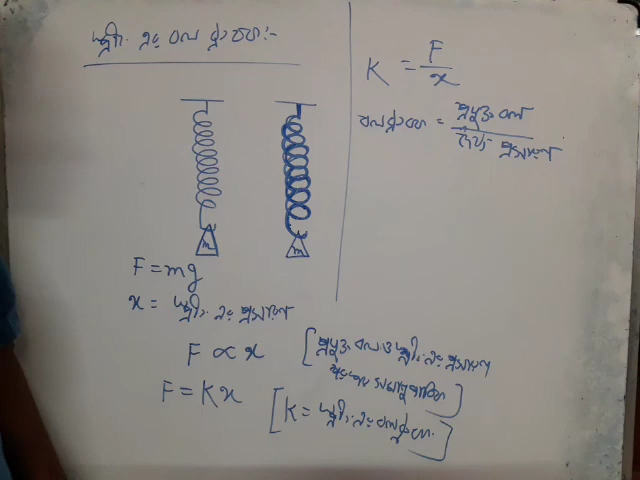 স্প্রীং এর বল ধ্রুবক:-
m
m
F = mg
x = স্প্রীং এর প্রসারণ
F ∝ x [প্রযুক্ত বল ও স্প্রীং এর প্রসারণ
পরস্পর সমানুপাতিক]
F = Kx [K = স্প্রীং এর বল ধ্রুবক]
K = F/x
বল ধ্রুবক = প্রযুক্ত বল / দৈর্ঘ্য প্রসারণ